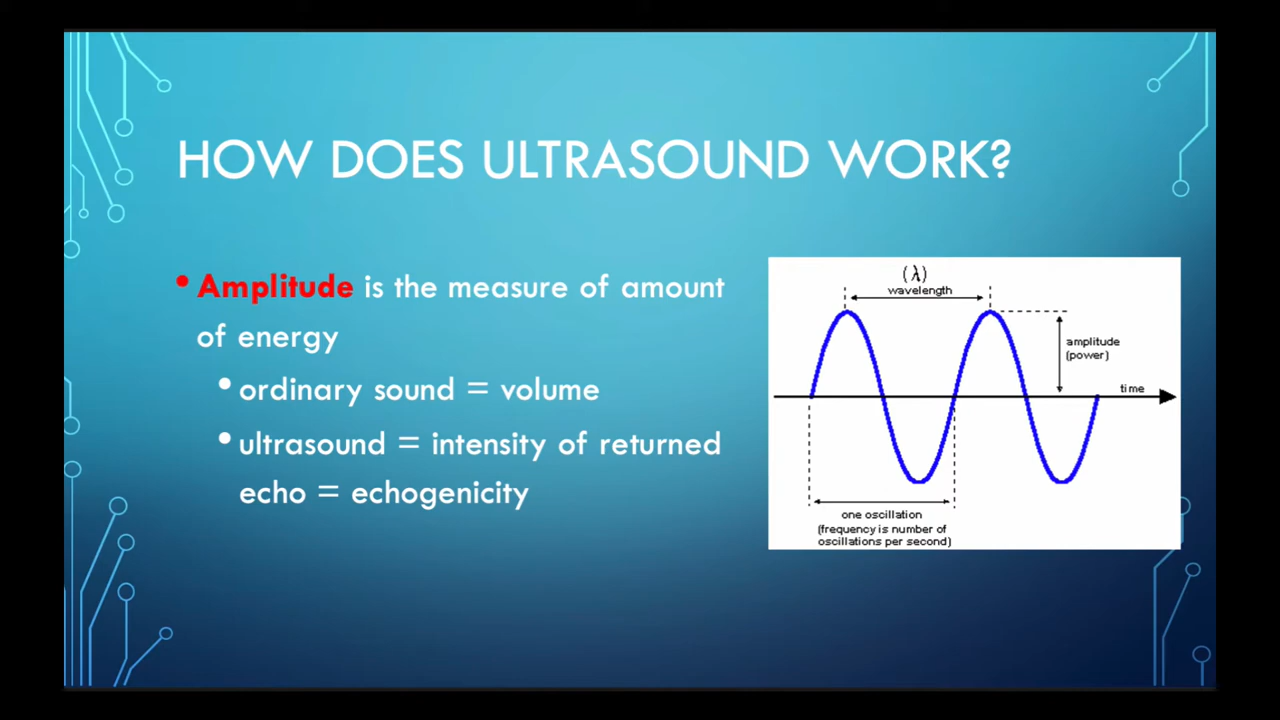 HOW DOES ULTRASOUND WORK?
• Amplitude is the measure of amount
of energy
• ordinary sound = volume
• ultrasound = intensity of returned
echo = echogenicity
(λ)
wavelength
amplitude
(power)
time
one oscillation
(frequency is number of
oscillations per second)